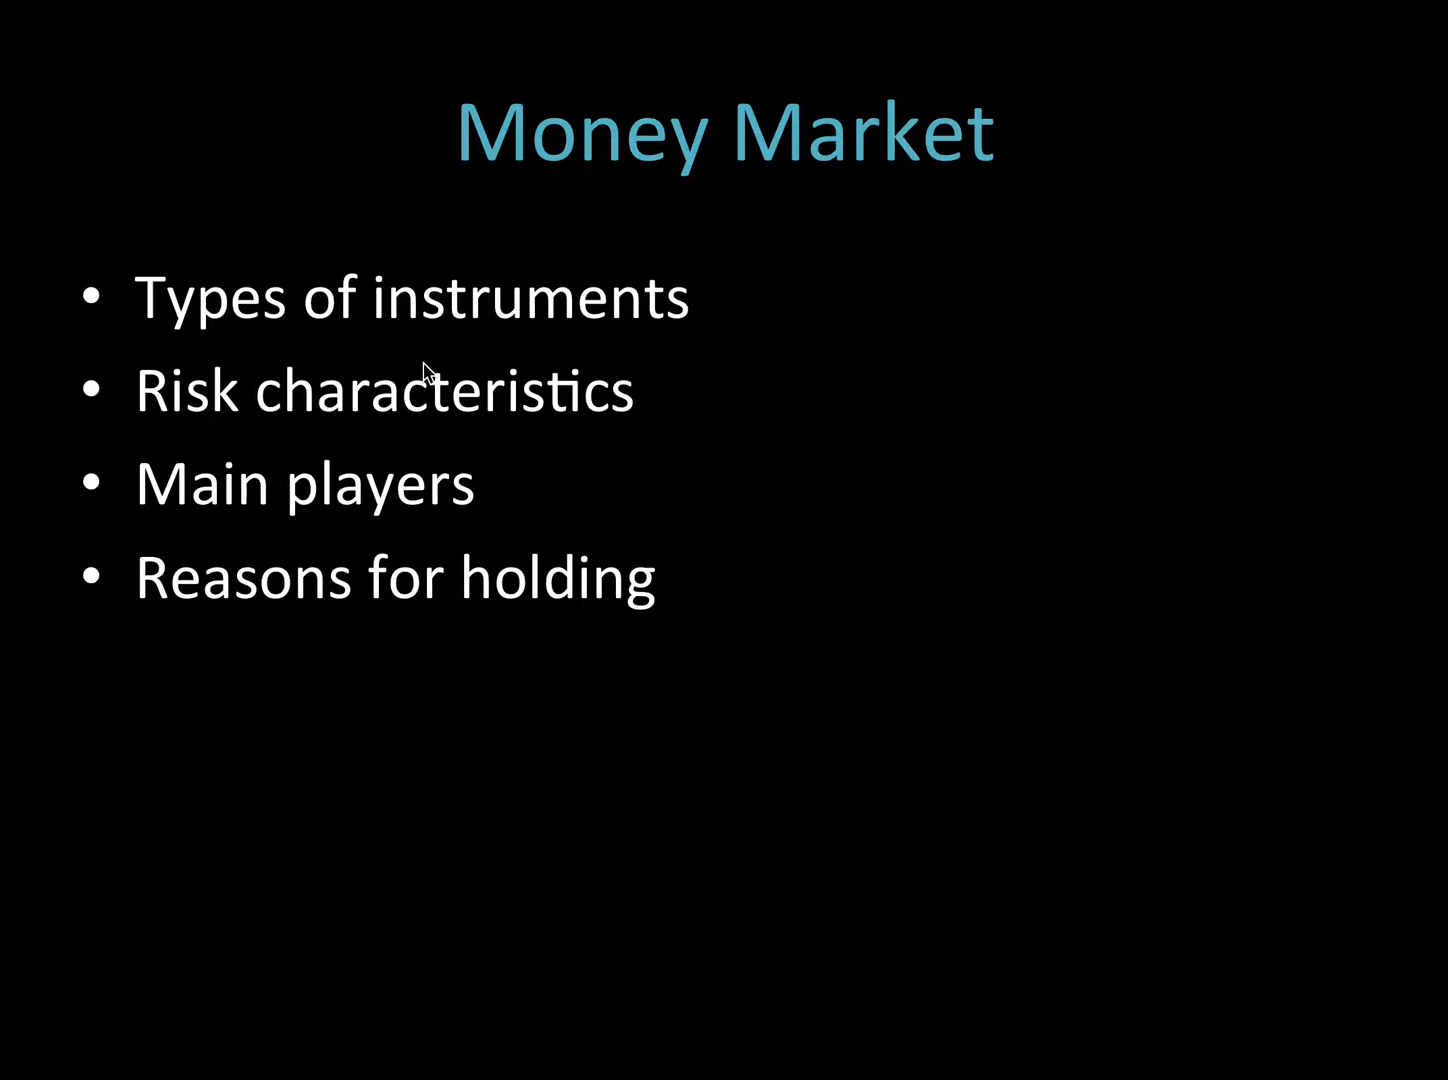 Money Market
• Types of instruments
• Risk characteristics
• Main players
• Reasons for holding